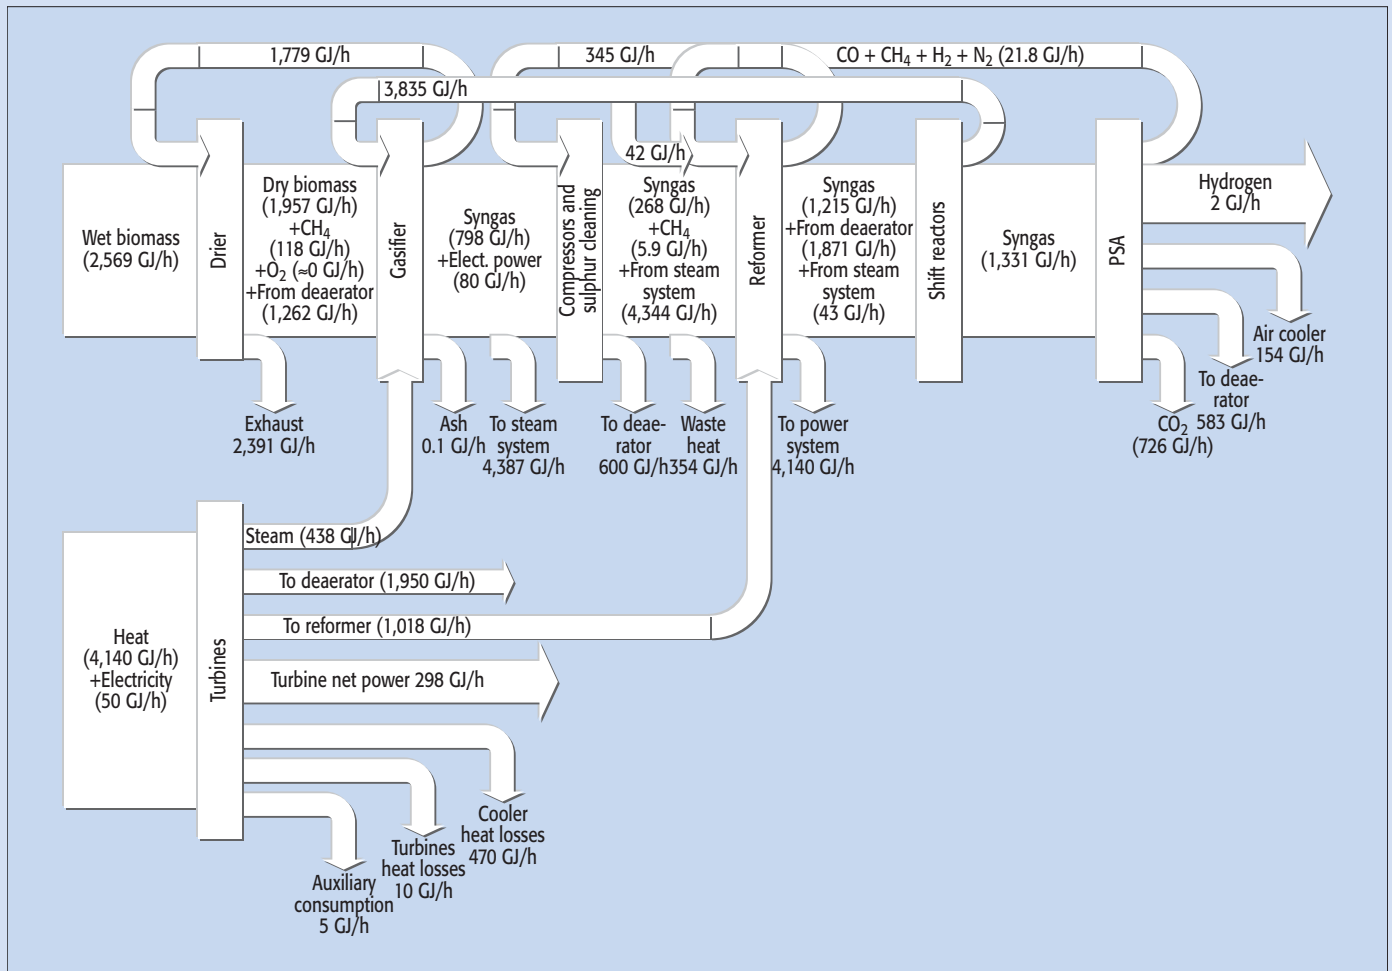 1,779 GJ/h
345 GJ/h
CO + CH₄ + H₂ + N₂ (21.8 GJ/h)
3,835 GJ/h
42 GJ/h
Wet biomass
(2,569 GJ/h)
Drier
Dry biomass
(1,957 GJ/h)
+CH₄
(118 GJ/h)
+O₂ (≈0 GJ/h)
+From deaerator
(1,262 GJ/h)
Gasifier
Syngas
(798 GJ/h)
+Elect. power
(80 GJ/h)
Compressors and
sulphur cleaning
Syngas
(268 GJ/h)
+CH₄
(5.9 GJ/h)
+From steam
system
(4,344 GJ/h)
Reformer
Syngas
(1,215 GJ/h)
+From deaerator
(1,871 GJ/h)
+From steam
system
(43 GJ/h)
Shift reactors
Syngas
(1,331 GJ/h)
PSA
Hydrogen
2 GJ/h
Air cooler
154 GJ/h
To deae-
rator
583 GJ/h
CO₂
(726 GJ/h)
Exhaust
2,391 GJ/h
Ash
0.1 GJ/h
To steam
system
4,387 GJ/h
To deae-
rator
600 GJ/h
Waste
heat
354 GJ/h
To power
system
4,140 GJ/h
Heat
(4,140 GJ/h)
+Electricity
(50 GJ/h)
Turbines
Steam (438 GJ/h)
To deaerator (1,950 GJ/h)
To reformer (1,018 GJ/h)
Turbine net power 298 GJ/h
Cooler
heat losses
470 GJ/h
Turbines
heat losses
10 GJ/h
Auxiliary
consumption
5 GJ/h